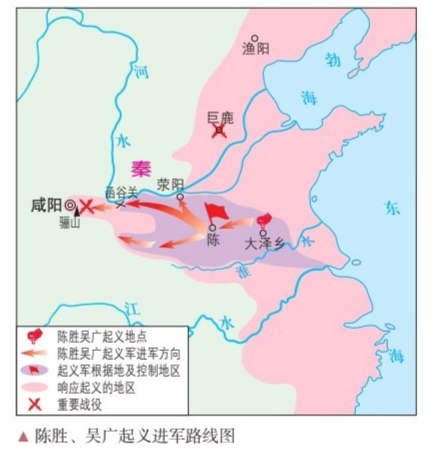 渔阳
勃
海
河
水
巨鹿
秦
荥阳
函谷关
咸阳
骊山
陈
大泽乡
淮
水
东
海
江
水
陈胜吴广起义地点
陈胜吴广起义军进军方向
起义军根据地及控制地区
响应起义的地区
重要战役
▲ 陈胜、吴广起义进军路线图